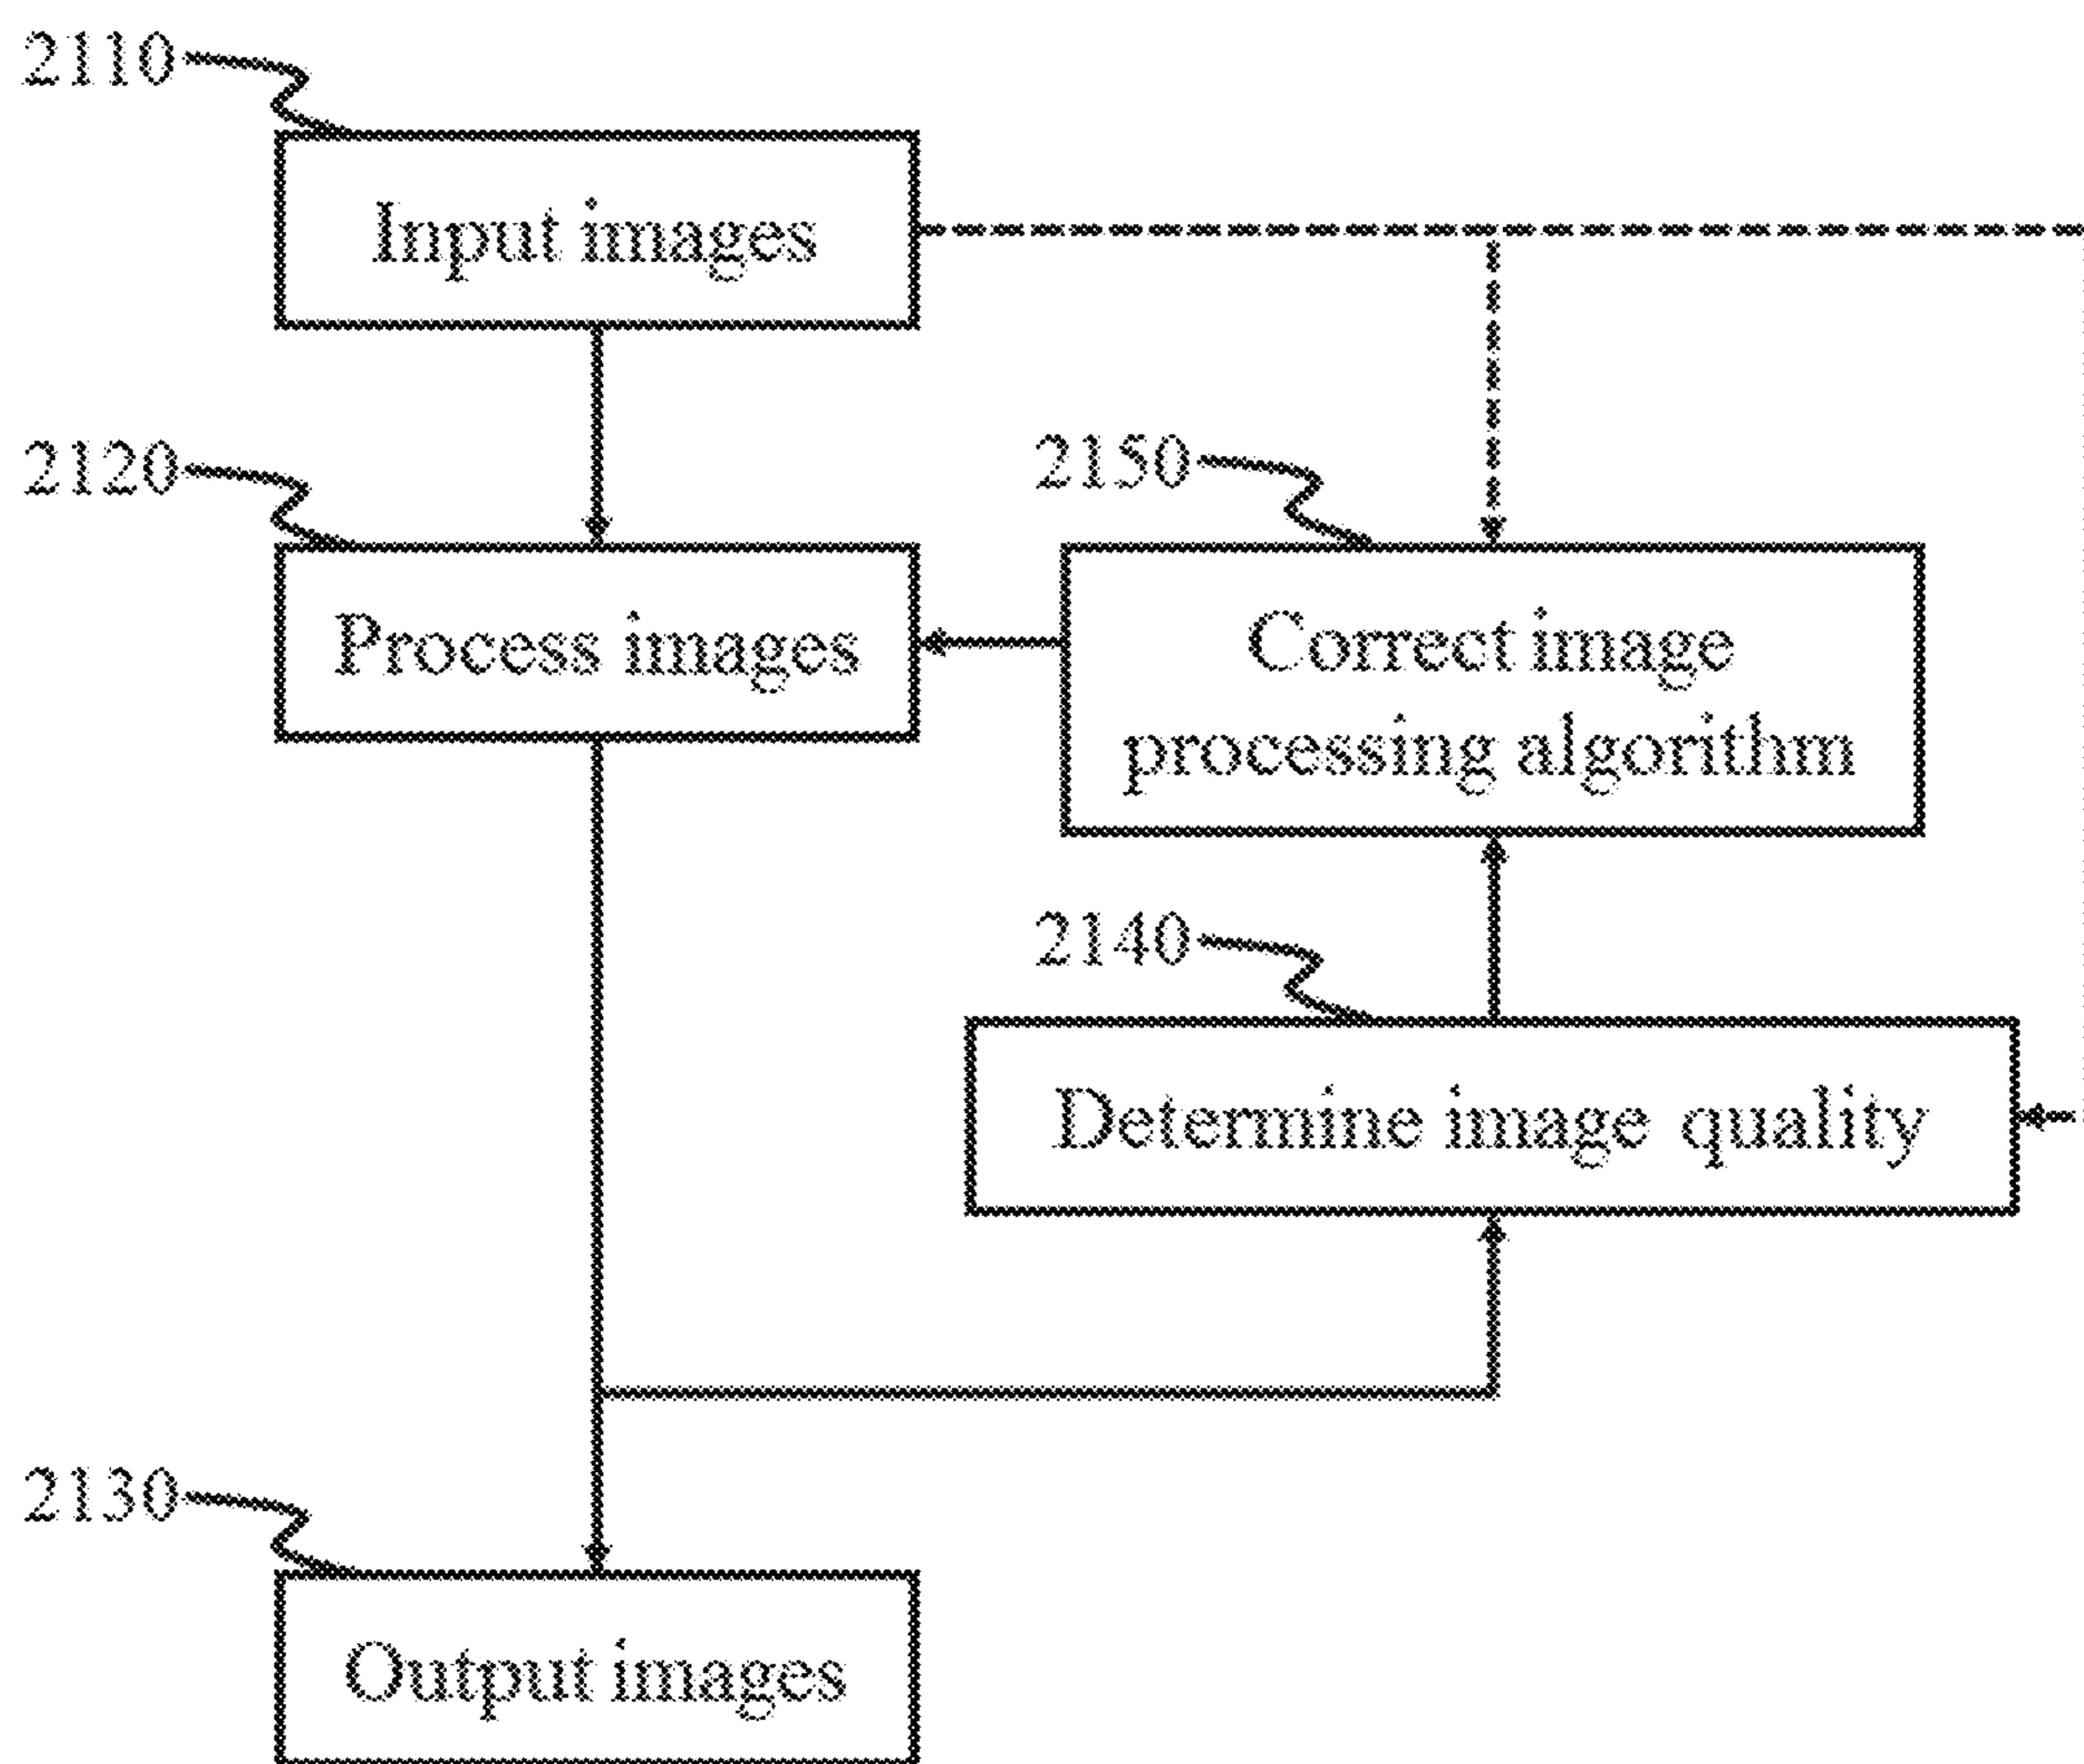 2110
Input images
2120
Process images
2150
Correct image
processing algorithm
2140
Determine image quality
2130
Output images